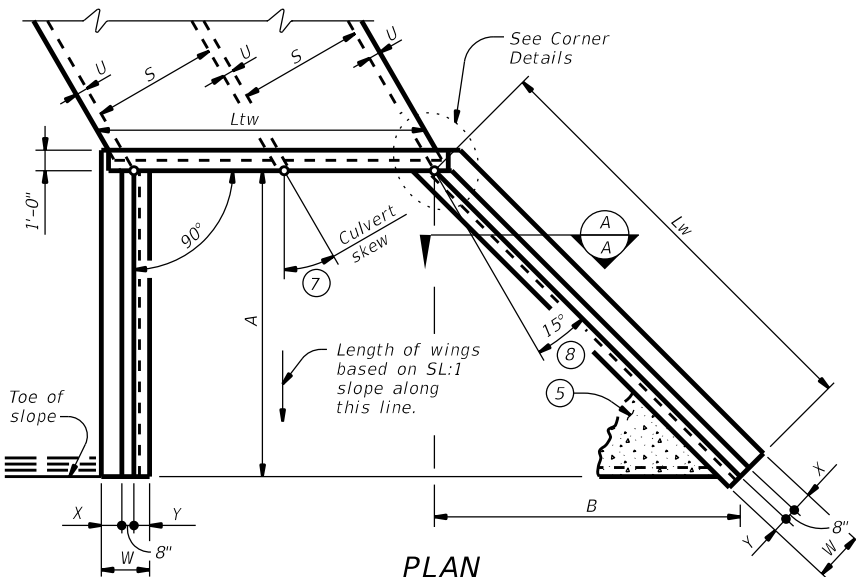 See Corner
Details
U
S
U
S
U
Ltw
1'-0"
90°
Culvert
skew
7
A
A
Lw
A
15°
8
5
Length of wings
based on SL:1
slope along
this line.
Toe of
slope
B
X
Y
8"
W
X
8"
Y
W
PLAN